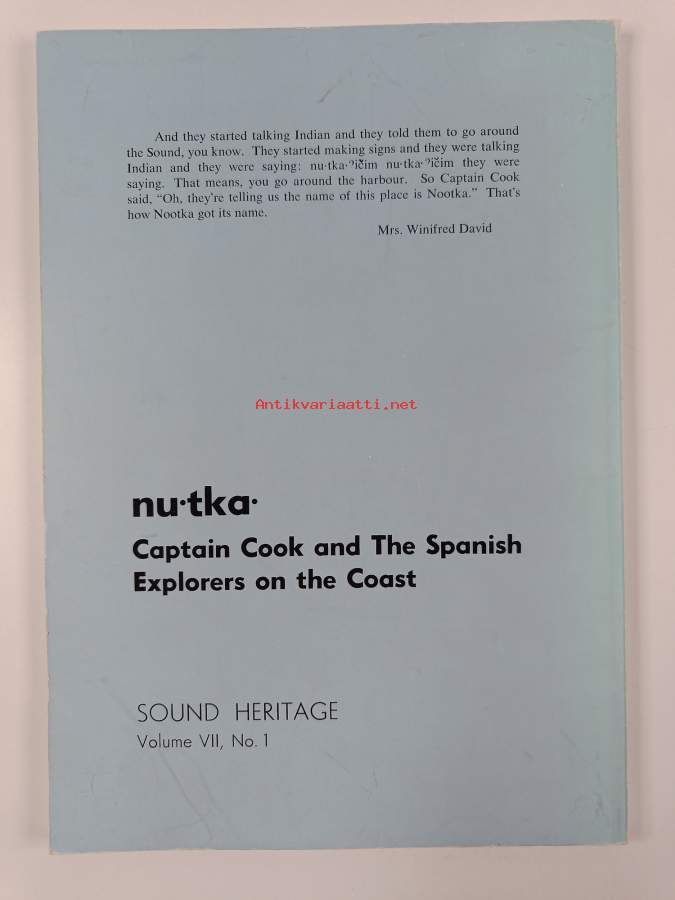 And they started talking Indian and they told them to go around
the Sound, you know. They started making signs and they were talking
Indian and they were saying: nu·tka·ˀičim nu·tka·ˀičim they were
saying. That means, you go around the harbour. So Captain Cook
said, “Oh, they're telling us the name of this place is Nootka.” That's
how Nootka got its name.
Mrs. Winifred David
Antikvariaatti.net
nu·tka·
Captain Cook and The Spanish
Explorers on the Coast
SOUND HERITAGE
Volume VII, No. 1